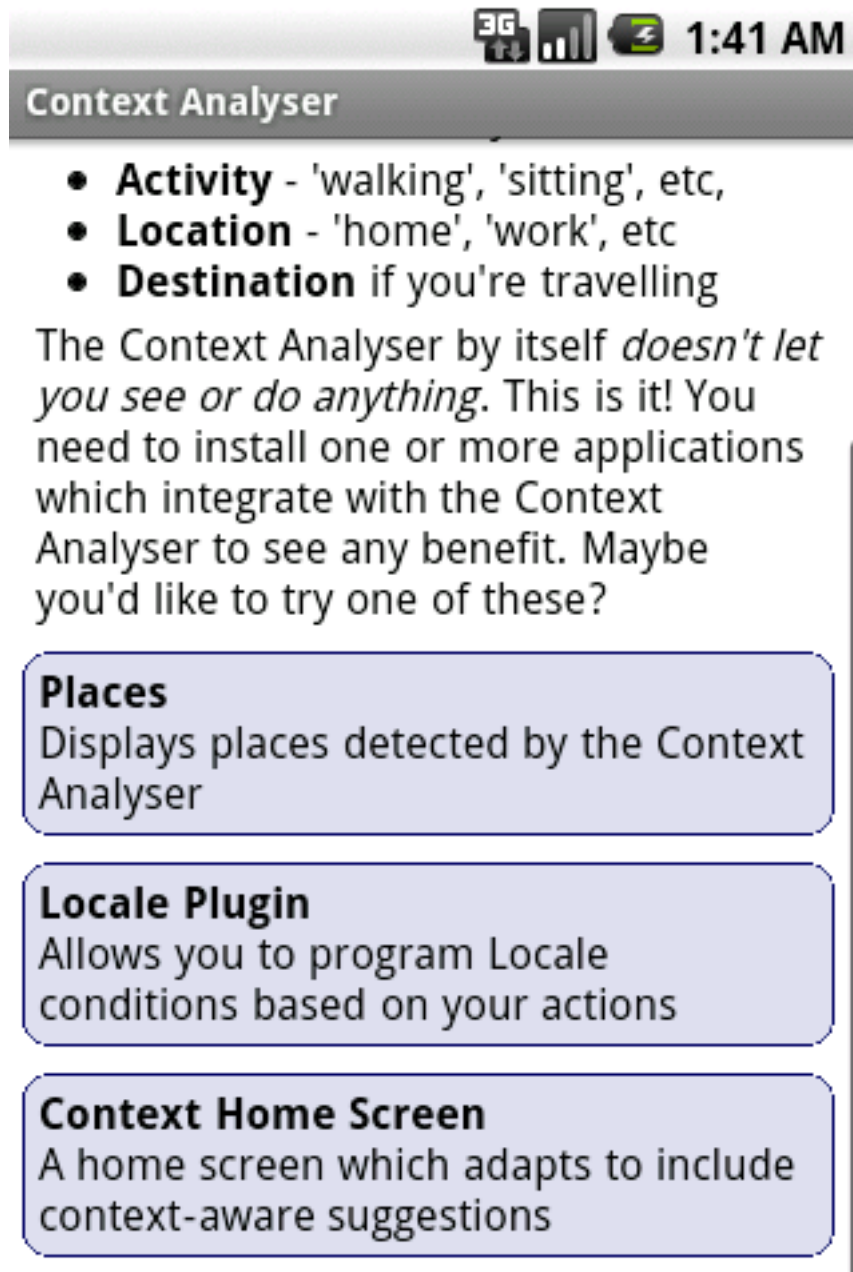 3G 1:41 AM
Context Analyser
• Activity - 'walking', 'sitting', etc,
• Location - 'home', 'work', etc
• Destination if you're travelling
The Context Analyser by itself doesn't let
you see or do anything. This is it! You
need to install one or more applications
which integrate with the Context
Analyser to see any benefit. Maybe
you'd like to try one of these?
Places
Displays places detected by the Context
Analyser
Locale Plugin
Allows you to program Locale
conditions based on your actions
Context Home Screen
A home screen which adapts to include
context-aware suggestions